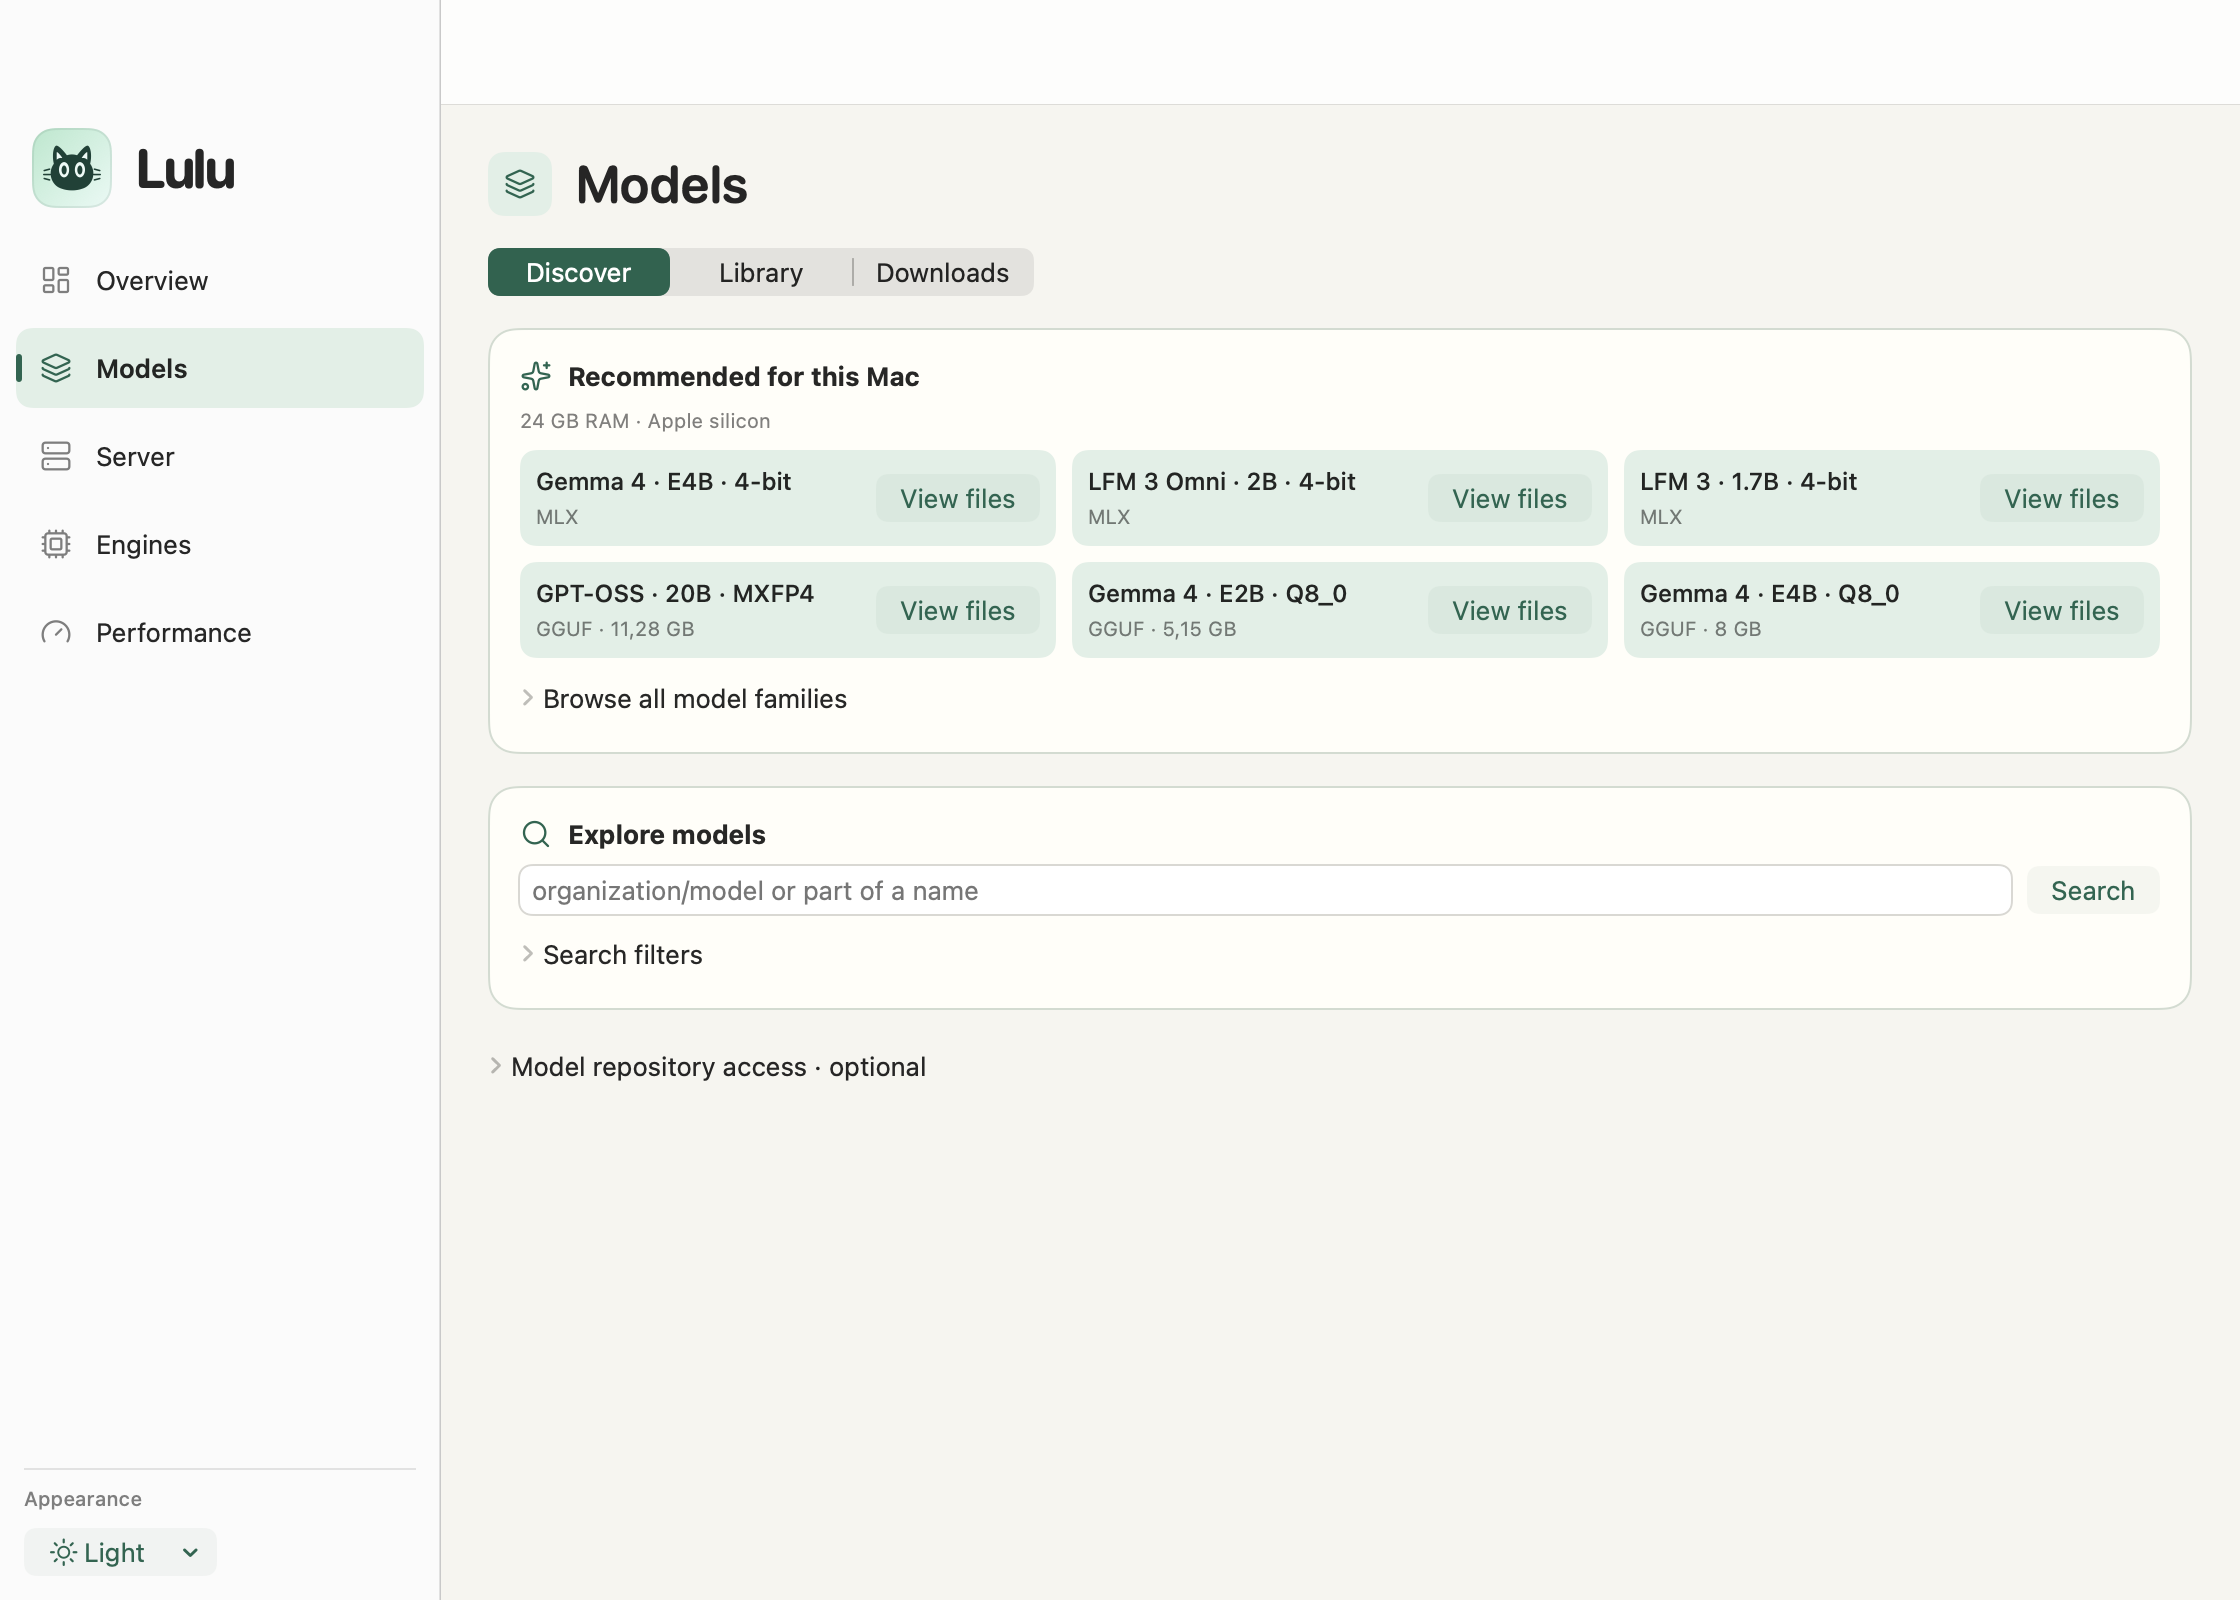 Lulu
Overview
Models
Server
Engines
Performance
Appearance
Light
Models
Discover
Library
Downloads
Recommended for this Mac
24 GB RAM · Apple silicon
Gemma 4 · E4B · 4-bit
MLX
View files
LFM 3 Omni · 2B · 4-bit
MLX
View files
LFM 3 · 1.7B · 4-bit
MLX
View files
GPT-OSS · 20B · MXFP4
GGUF · 11,28 GB
View files
Gemma 4 · E2B · Q8_0
GGUF · 5,15 GB
View files
Gemma 4 · E4B · Q8_0
GGUF · 8 GB
View files
Browse all model families
Explore models
organization/model or part of a name
Search
Search filters
Model repository access · optional